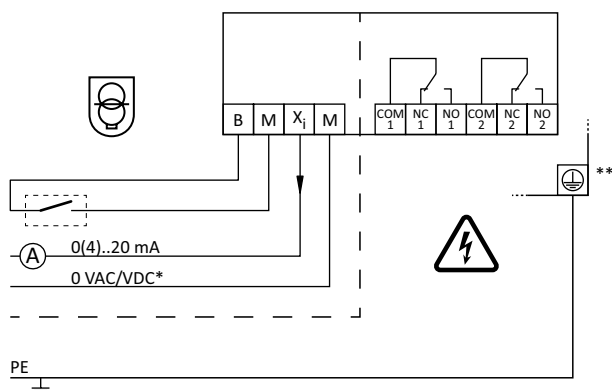 B M Xi M
COM 1 NC 1 NO 1 COM 2 NC 2 NO 2
**
A 0(4)..20 mA
0 VAC/VDC*
PE